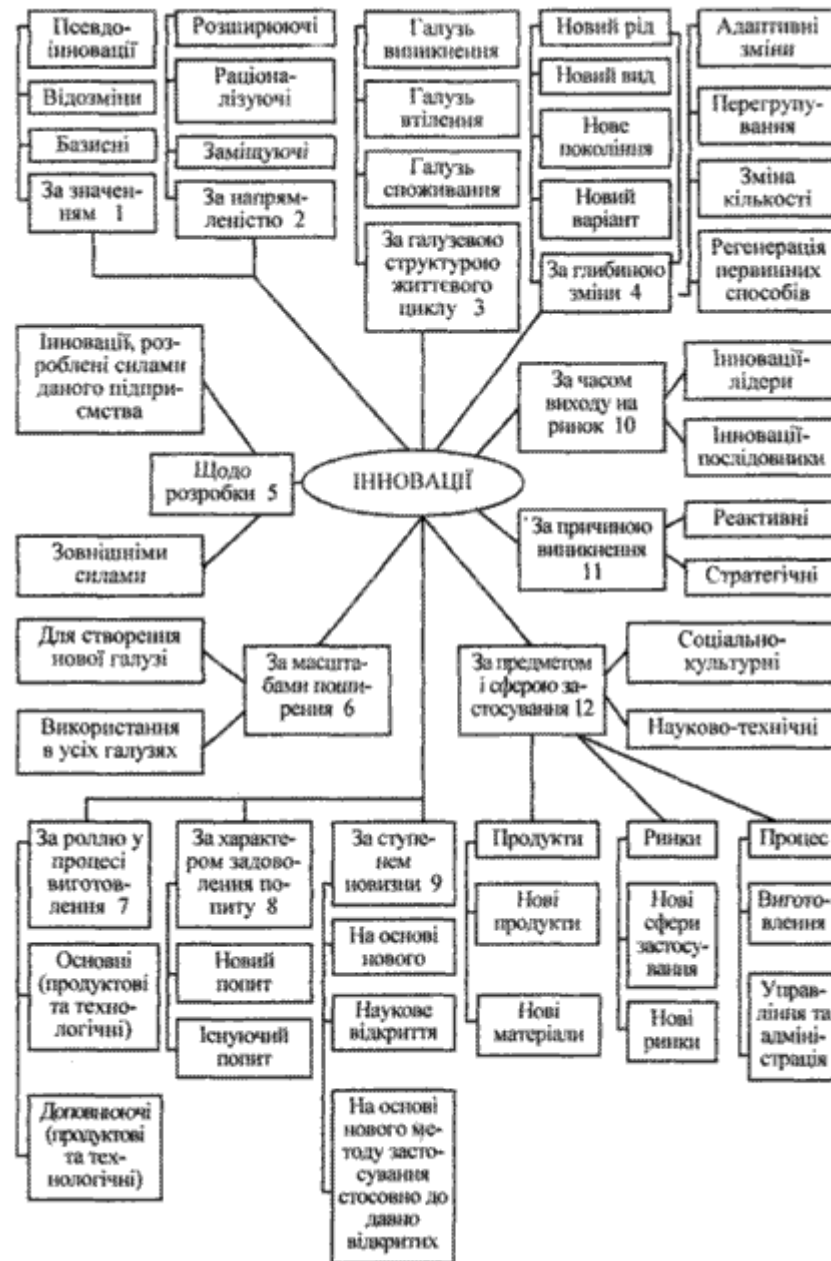 Псевдо-
інновації
Відозміни
Базисні
За значен-
ням 1
Розширюючі
Раціона-
лізуючі
Заміщуючі
За напрям-
леністю 2
Галузь
виникнення
Галузь
втілення
Галузь
споживання
За галузевою
структурою
життєвого
циклу 3
Новий рід
Новий вид
Нове
покоління
Новий
варіант
За глибиною
зміни 4
Адаптивні
зміни
Перегрупу-
вання
Зміна
кількості
Регенерація
первинних
способів
Інновації, роз-
роблені силами
даного підпри-
ємства
Щодо
розробки 5
Зовнішніми
силами
ІННОВАЦІЇ
За часом
виходу на
ринок 10
Інновації-
лідери
Інновації-
послідовники
За причиною
виникнення
11
Реактивні
Стратегічні
Для створення
нової галузі
Використання
в усіх галузях
За масшта-
бами поши-
рення 6
За предметом
і сферою за-
стосування 12
Соціально-
культурні
Науково-технічні
За роллю у
процесі
виготов-
лення 7
Основні
(продуктові
та техно-
логічні)
Доповнюючі
(продуктові
та тех-
нологічні)
За характе-
ром задово-
лення по-
питу 8
Новий
попит
Існуючий
попит
За ступе-
нем
новизни 9
На основі
нового
Наукове
відкриття
На основі
нового ме-
тоду засто-
сування
стосовно до
давно
відкритих
Продукти
Нові
продукти
Нові
матеріали
Ринки
Нові
сфери
застосу-
вання
Нові
ринки
Процес
Вигото-
влення
Управ-
ління та
адміні-
страція